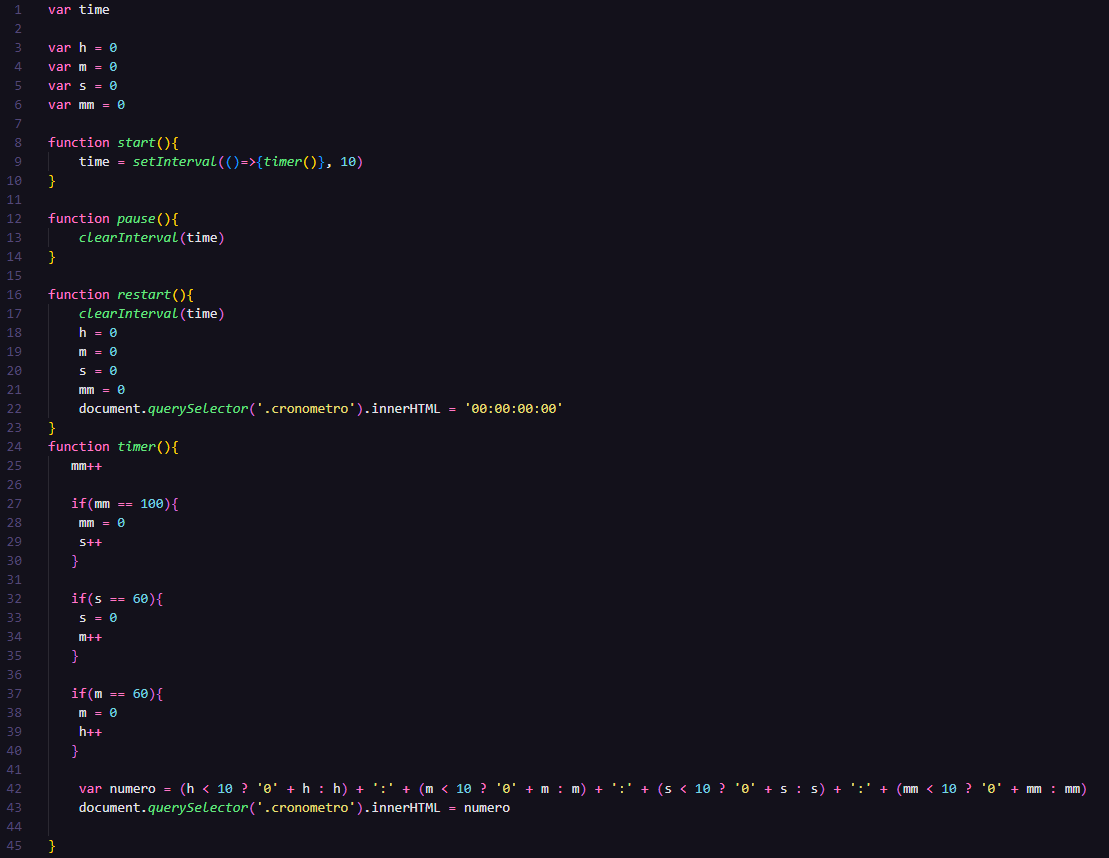 1 var time
2
3 var h = 0
4 var m = 0
5 var s = 0
6 var mm = 0
7
8 function start(){
9     time = setInterval(()=>{timer()}, 10)
10 }
11
12 function pause(){
13     clearInterval(time)
14 }
15
16 function restart(){
17     clearInterval(time)
18     h = 0
19     m = 0
20     s = 0
21     mm = 0
22     document.querySelector('.cronometro').innerHTML = '00:00:00:00'
23 }
24 function timer(){
25    mm++
26
27    if(mm == 100){
28     mm = 0
29     s++
30    }
31
32    if(s == 60){
33     s = 0
34     m++
35    }
36
37    if(m == 60){
38     m = 0
39     h++
40    }
41
42     var numero = (h < 10 ? '0' + h : h) + ':' + (m < 10 ? '0' + m : m) + ':' + (s < 10 ? '0' + s : s) + ':' + (mm < 10 ? '0' + mm : mm)
43     document.querySelector('.cronometro').innerHTML = numero
44
45 }